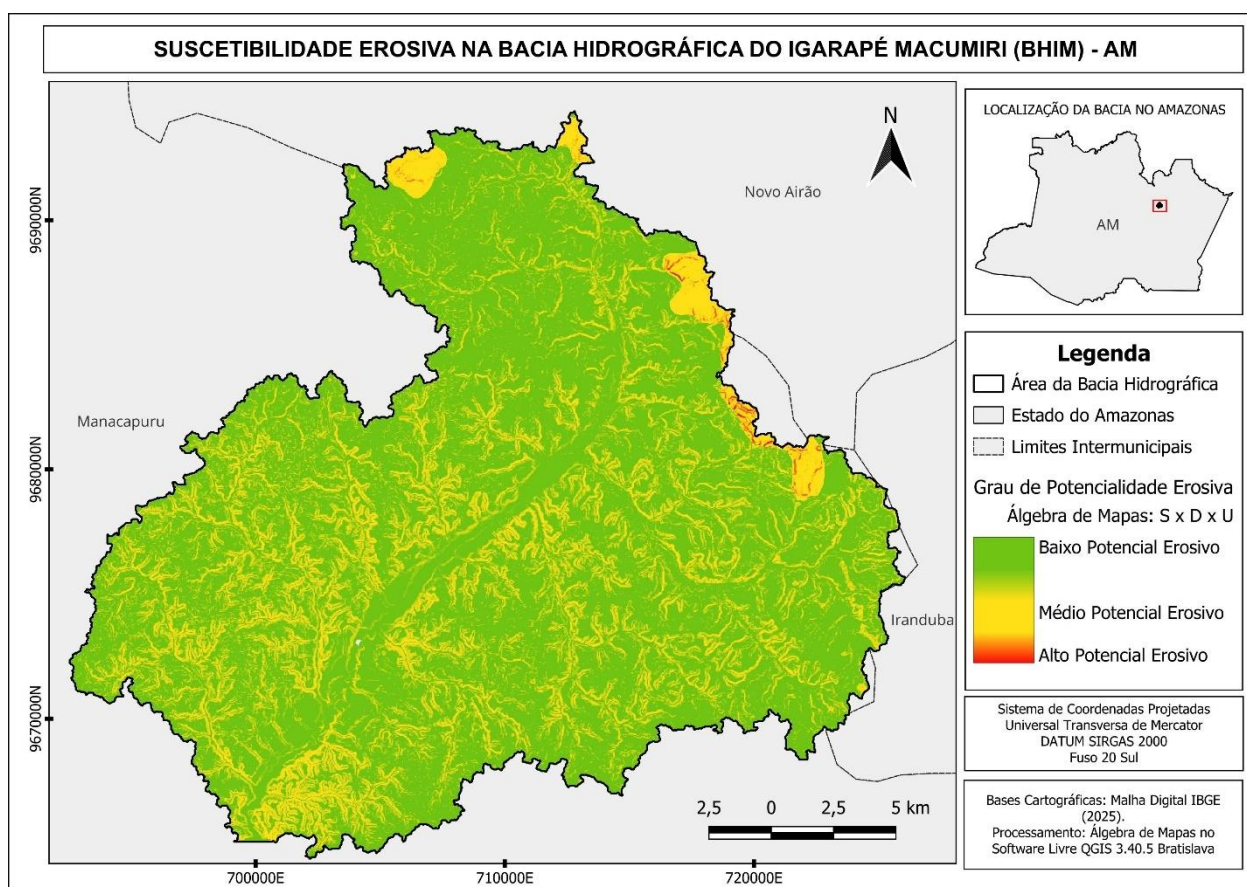 SUSCETIBILIDADE EROSIVA NA BACIA HIDROGRÁFICA DO IGARAPÉ MACUMIRI (BHIM) - AM
N
Novo Airão
Manacapuru
Iranduba
9690000N
9680000N
9670000N
700000E
710000E
720000E
2,5 0 2,5 5 km
LOCALIZAÇÃO DA BACIA NO AMAZONAS
AM
Legenda
Área da Bacia Hidrográfica
Estado do Amazonas
Limites Intermunicipais
Grau de Potencialidade Erosiva
Álgebra de Mapas: S x D x U
Baixo Potencial Erosivo
Médio Potencial Erosivo
Alto Potencial Erosivo
Sistema de Coordenadas Projetadas
Universal Transversa de Mercator
DATUM SIRGAS 2000
Fuso 20 Sul
Bases Cartográficas: Malha Digital IBGE
(2025).
Processamento: Álgebra de Mapas no
Software Livre QGIS 3.40.5 Bratislava